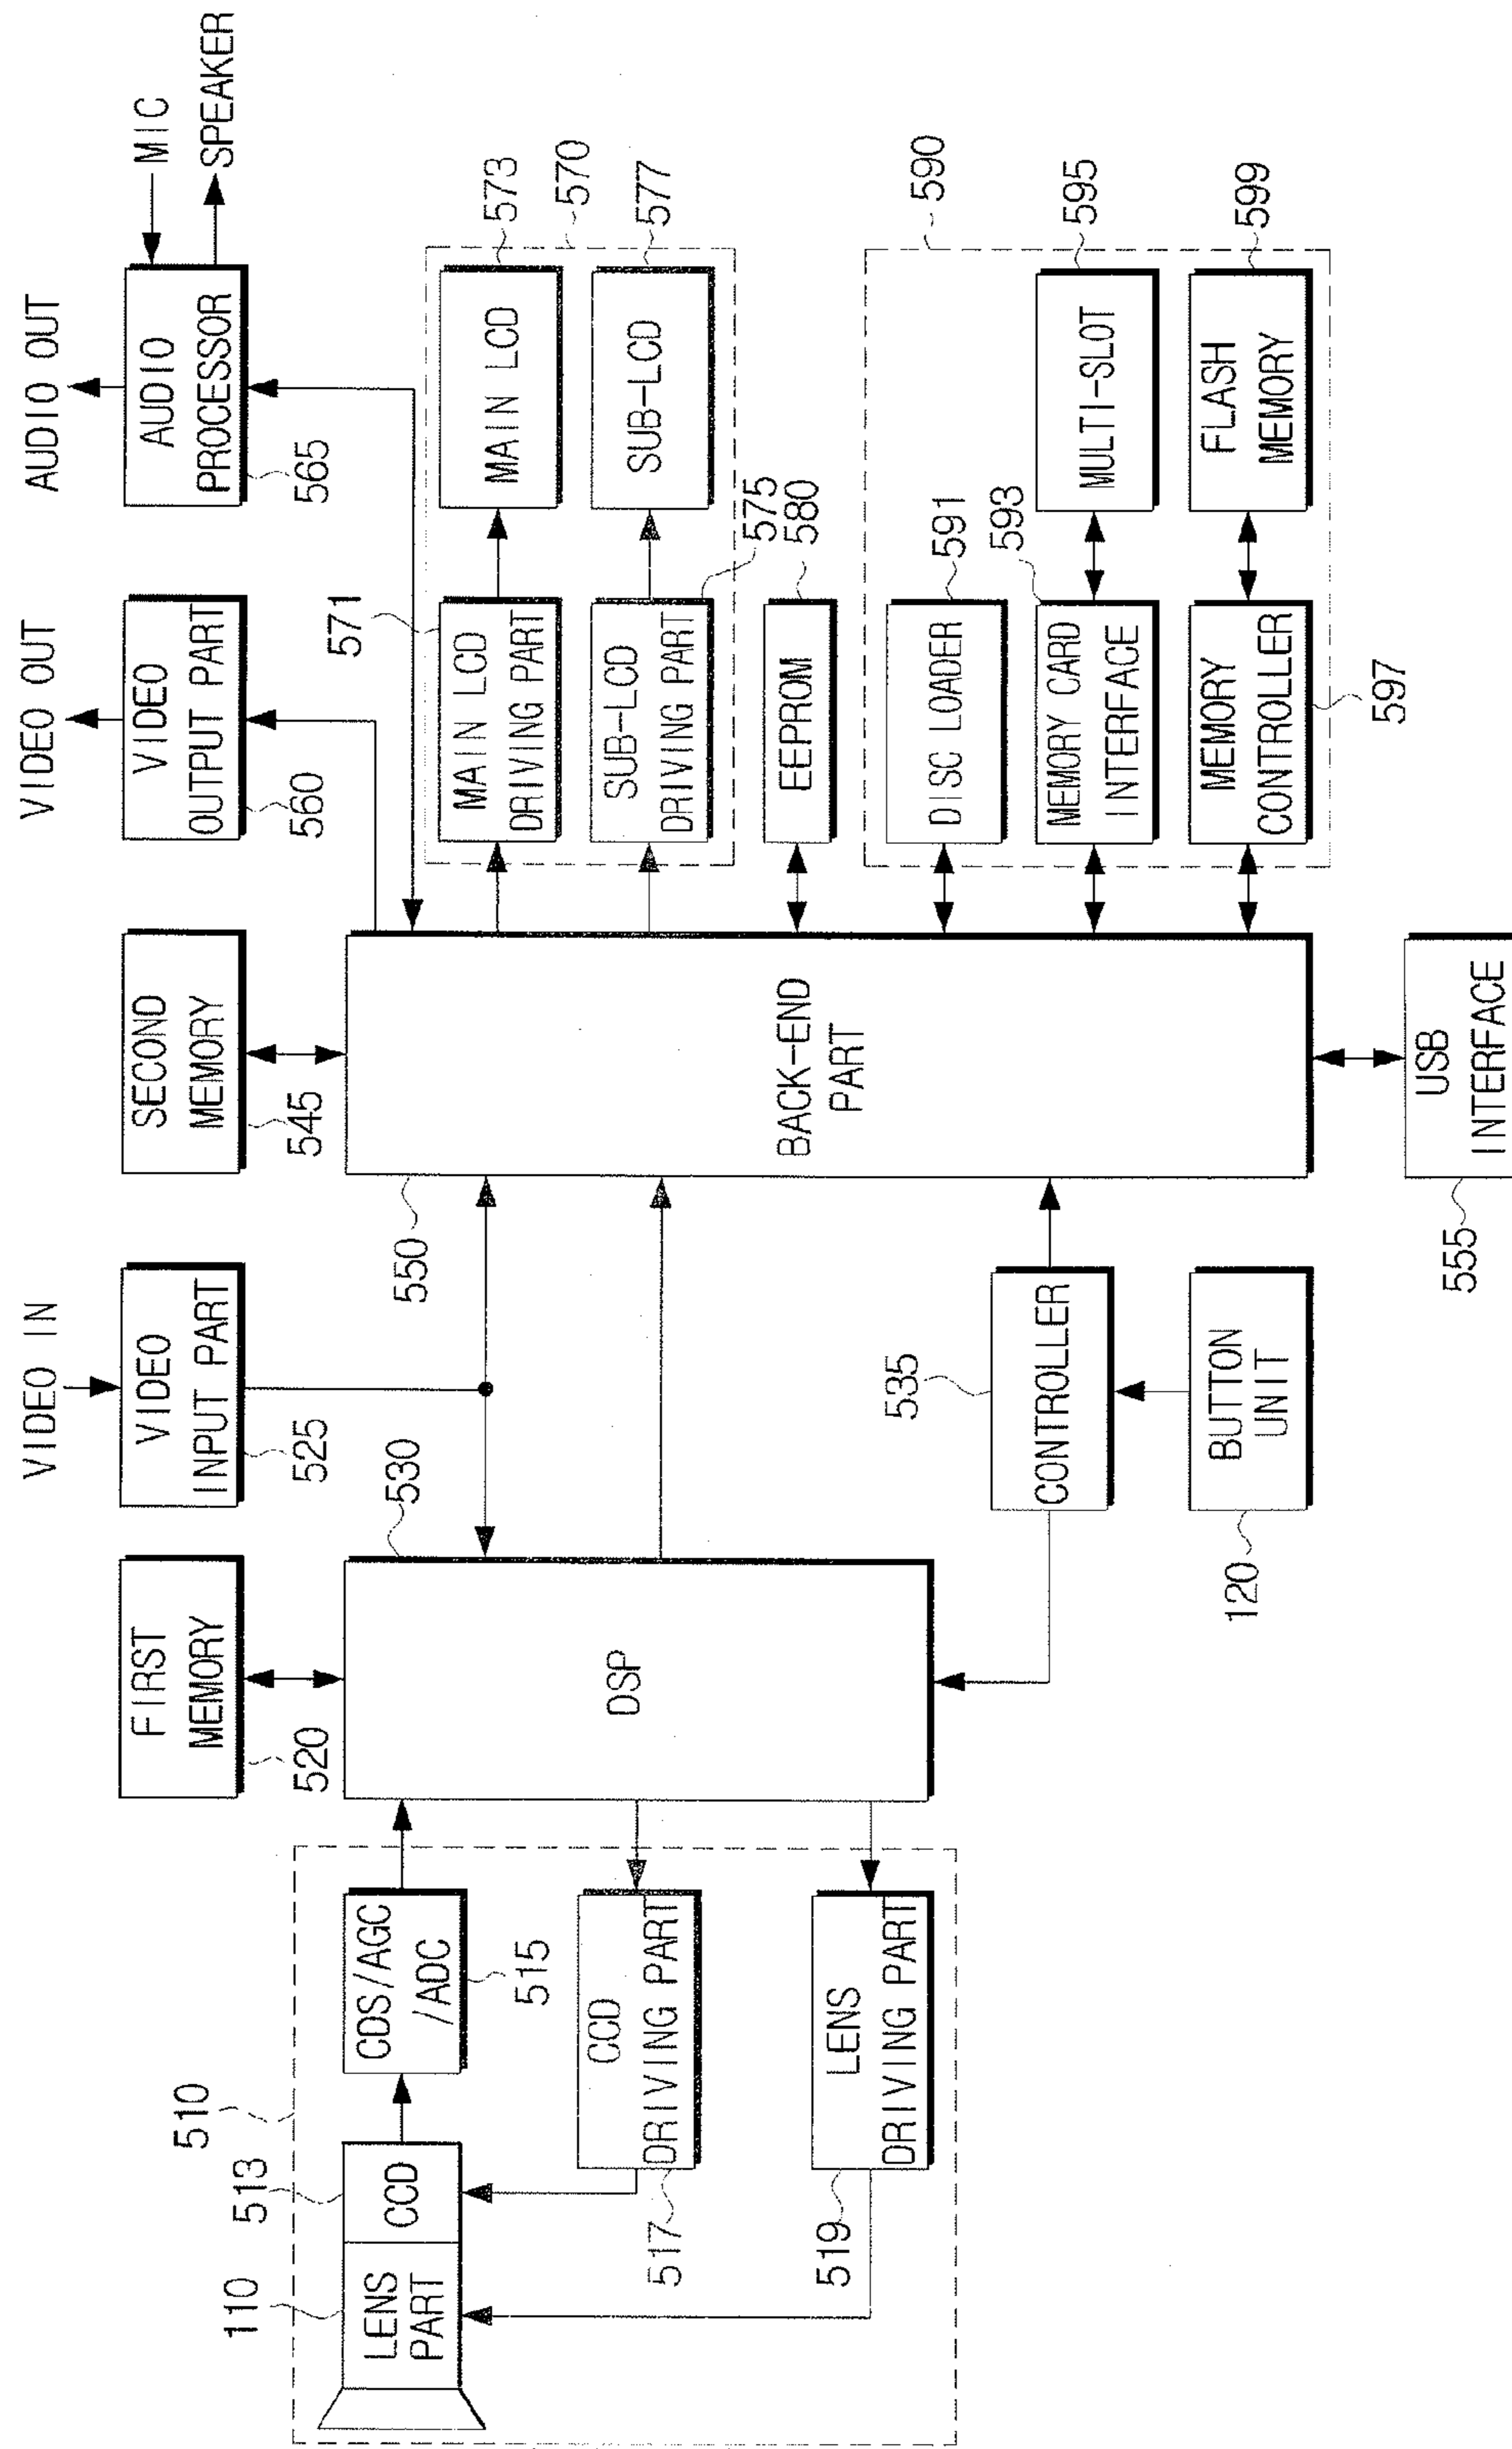 VIDEO IN
VIDEO OUT
AUDIO OUT
FIRST
MEMORY
520
VIDEO
INPUT PART
525
SECOND
MEMORY
545
VIDEO
OUTPUT PART
560
AUDIO
PROCESSOR
565
MIC
SPEAKER
510
110
LENS
PART
513
CCD
CDS/AGC
/ADC
515
CCD
DRIVING PART
517
LENS
DRIVING PART
519
530
DSP
550
BACK-END
PART
535
CONTROLLER
120
BUTTON
UNIT
555
USB
INTERFACE
571
MAIN LCD
DRIVING PART
MAIN LCD
573
570
SUB-LCD
DRIVING PART
575
SUB-LCD
577
EEPROM
580
590
DISC LOADER
591
MEMORY CARD
INTERFACE
593
MULTI-SLOT
595
MEMORY
CONTROLLER
597
FLASH
MEMORY
599